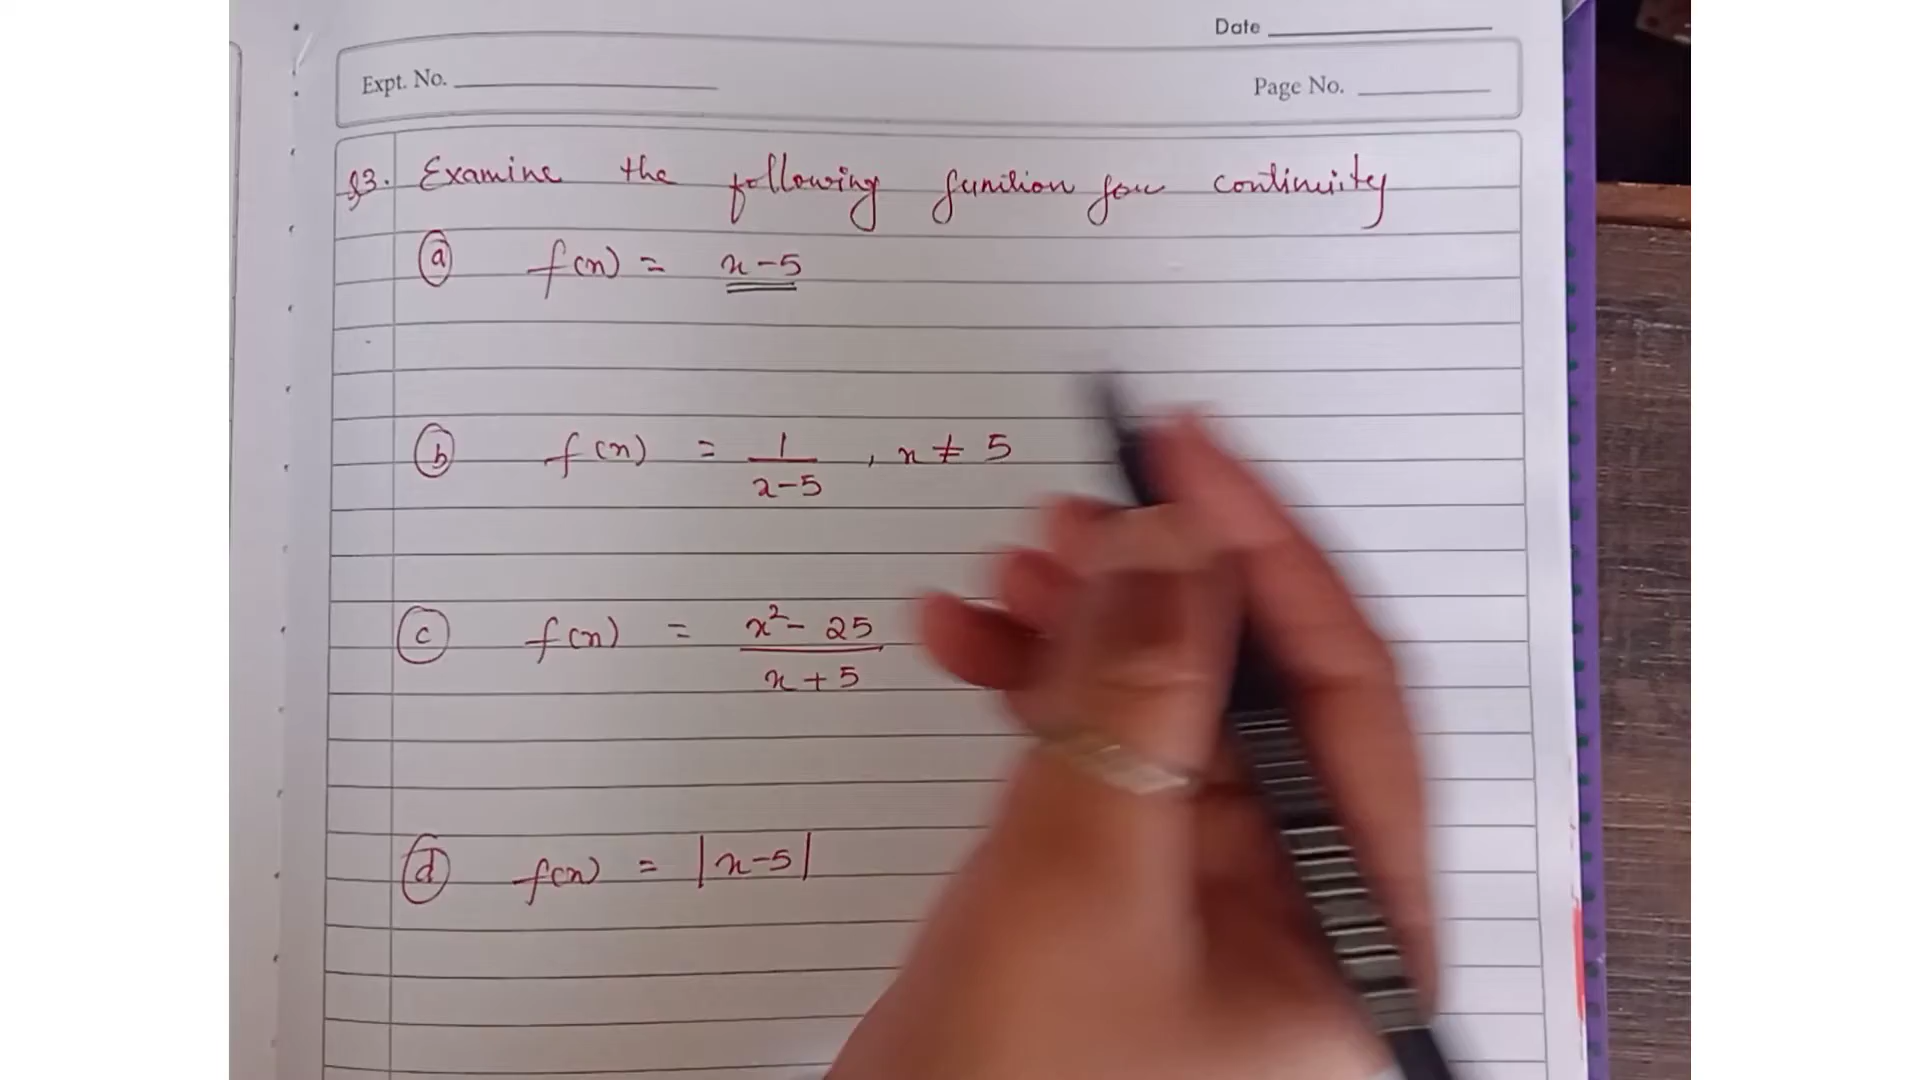 Date
Expt. No.
Page No.
Q3. Examine the following funition for continuity
(a) f(x) = x-5
(b) f(x) = 1/(x-5) , x ≠ 5
(c) f(x) = (x² - 25)/(x + 5)
(d) f(x) = |x-5|